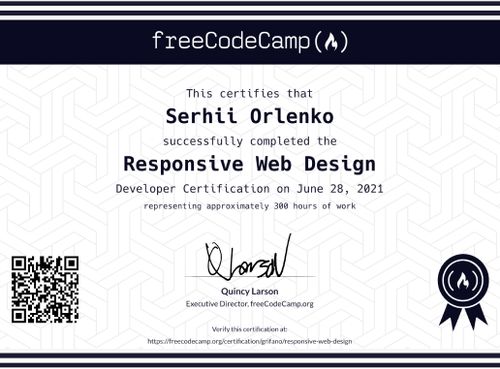 freeCodeCamp(🔥)
This certifies that
Serhii Orlenko
successfully completed the
Responsive Web Design
Developer Certification on June 28, 2021
representing approximately 300 hours of work
QLarson
Quincy Larson
Executive Director, freeCodeCamp.org
Verify this certification at:
https://freecodecamp.org/certification/grifano/responsive-web-design